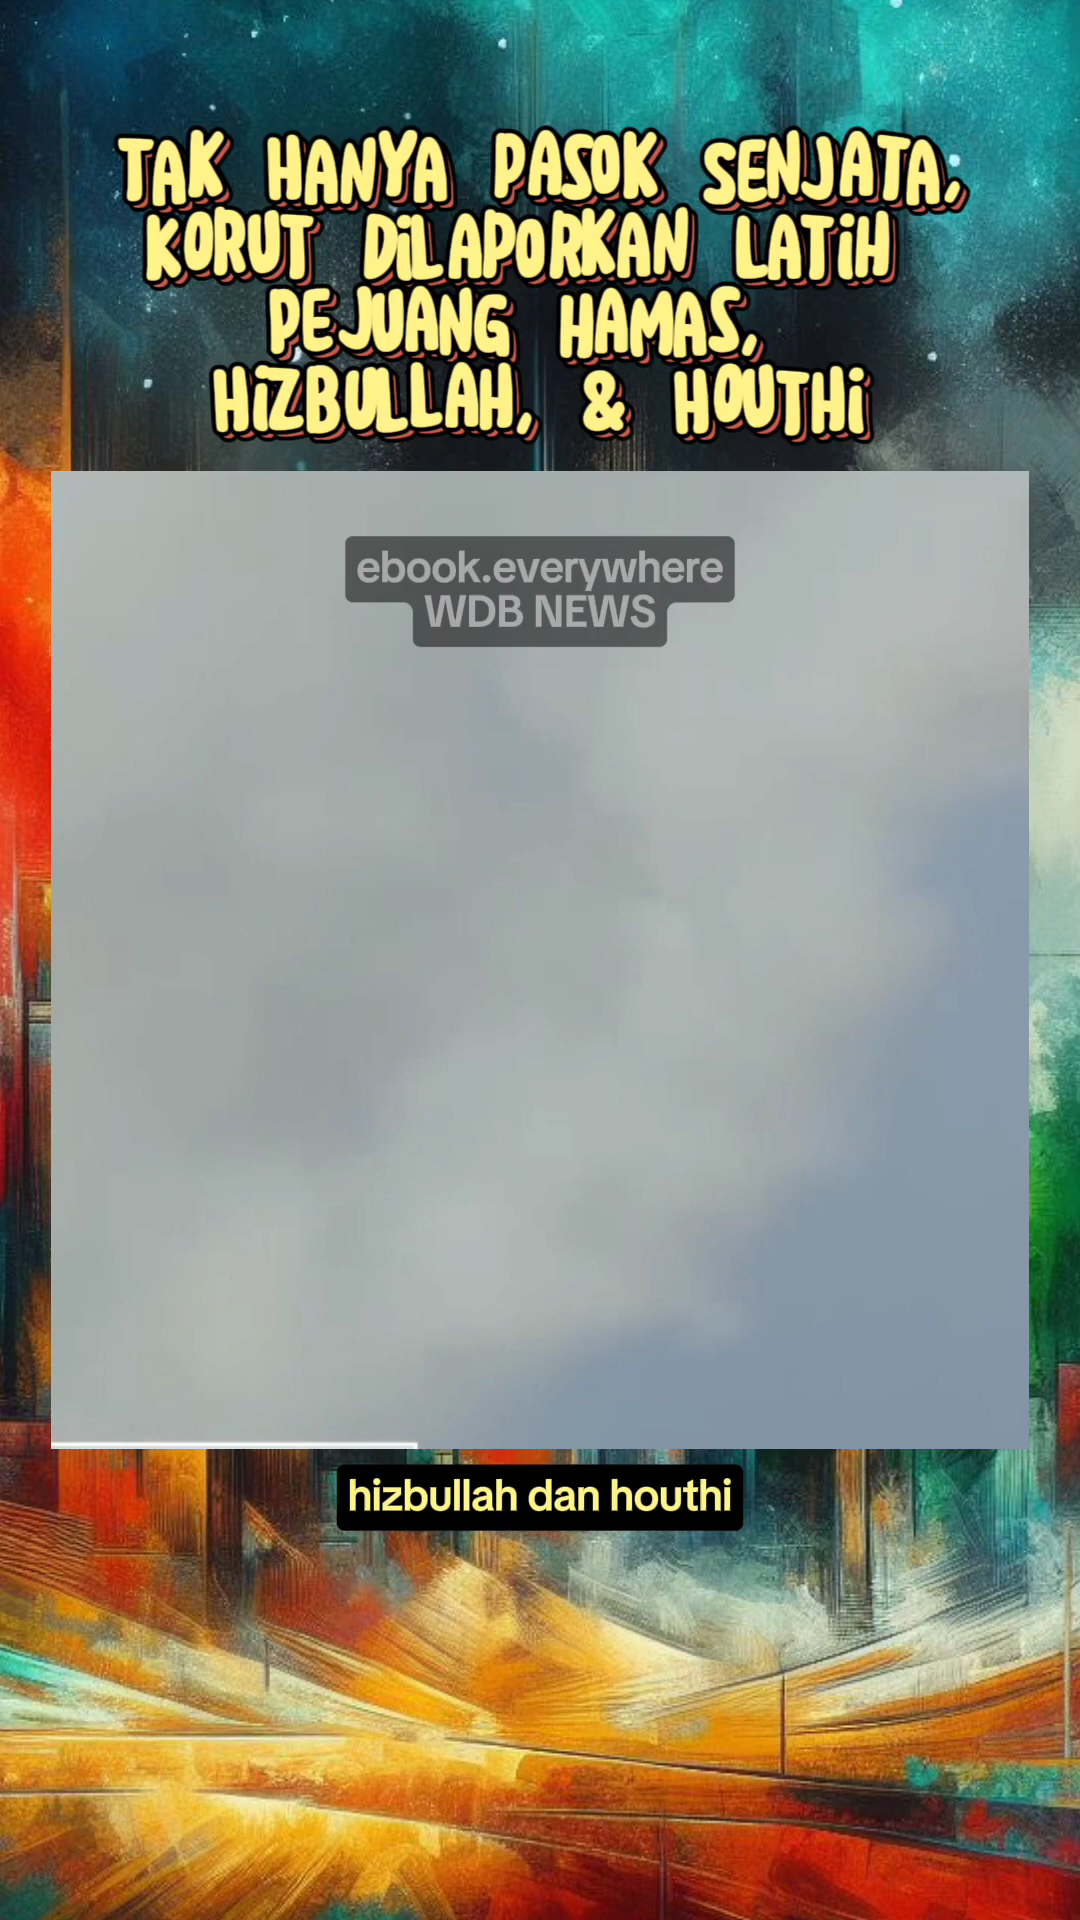 TAK HANYA PASOK SENJATA,
KORUT DiLAPORKAN LATiH
PEJUANG HAMAS,
HiZBULLAH, & HOUTHi
ebook.everywhere
WDB NEWS
hizbullah dan houthi